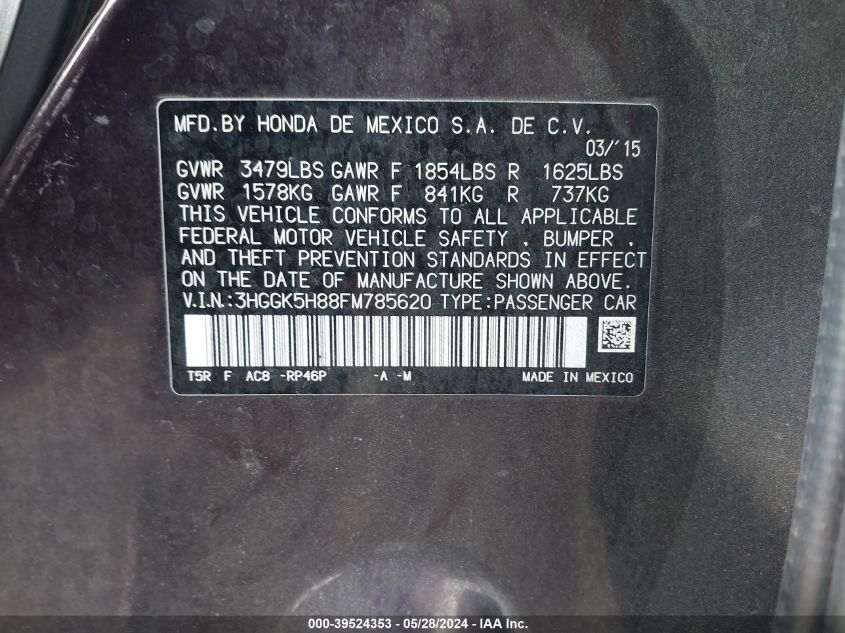 MFD.BY HONDA DE MEXICO S.A. DE C.V.
03/'15
GVWR 3479LBS GAWR F 1854LBS R 1625LBS
GVWR 1578KG GAWR F 841KG R 737KG
THIS VEHICLE CONFORMS TO ALL APPLICABLE
FEDERAL MOTOR VEHICLE SAFETY , BUMPER ,
AND THEFT PREVENTION STANDARDS IN EFFECT
ON THE DATE OF MANUFACTURE SHOWN ABOVE.
V.I.N.:3HGGK5H88FM785620 TYPE:PASSENGER CAR
T5R F AC8 -RP46P -A -M MADE IN MEXICO
000-39524353 - 05/28/2024 - IAAI.COM